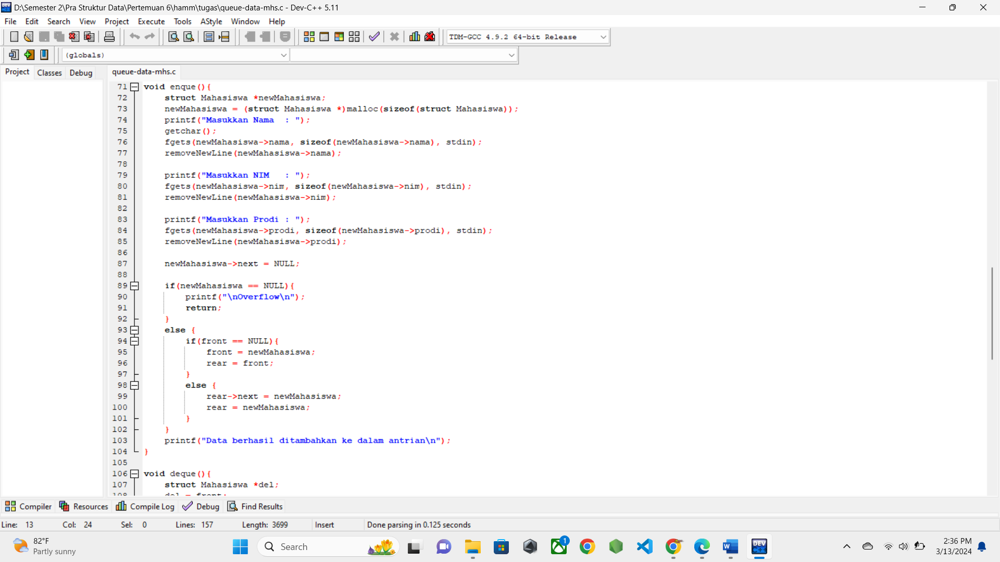 D:\Semester 2\Pra Struktur Data\Pertemuan 6\hamm\tugas\queue-data-mhs.c - Dev-C++ 5.11
File Edit Search View Project Execute Tools AStyle Window Help
TDM-GCC 4.9.2 64-bit Release
(globals)
Project Classes Debug queue-data-mhs.c
71 void enque(){
72 struct Mahasiswa *newMahasiswa;
73 newMahasiswa = (struct Mahasiswa *)malloc(sizeof(struct Mahasiswa));
74 printf("Masukkan Nama  : ");
75 getchar();
76 fgets(newMahasiswa->nama, sizeof(newMahasiswa->nama), stdin);
77 removeNewLine(newMahasiswa->nama);
78
79 printf("Masukkan NIM   : ");
80 fgets(newMahasiswa->nim, sizeof(newMahasiswa->nim), stdin);
81 removeNewLine(newMahasiswa->nim);
82
83 printf("Masukkan Prodi : ");
84 fgets(newMahasiswa->prodi, sizeof(newMahasiswa->prodi), stdin);
85 removeNewLine(newMahasiswa->prodi);
86
87 newMahasiswa->next = NULL;
88
89 if(newMahasiswa == NULL){
90 printf("\nOverflow\n");
91 return;
92 }
93 else {
94 if(front == NULL){
95 front = newMahasiswa;
96 rear = front;
97 }
98 else {
99 rear->next = newMahasiswa;
100 rear = newMahasiswa;
101 }
102 }
103 printf("Data berhasil ditambahkan ke dalam antrian\n");
104 }
105
106 void deque(){
107 struct Mahasiswa *del;
108 del = front;
Compiler Resources Compile Log Debug Find Results
Line: 13 Col: 24 Sel: 0 Lines: 157 Length: 3699 Insert Done parsing in 0.125 seconds
82°F
Partly sunny
Search
1
DEV
C++
2:36 PM
3/13/2024